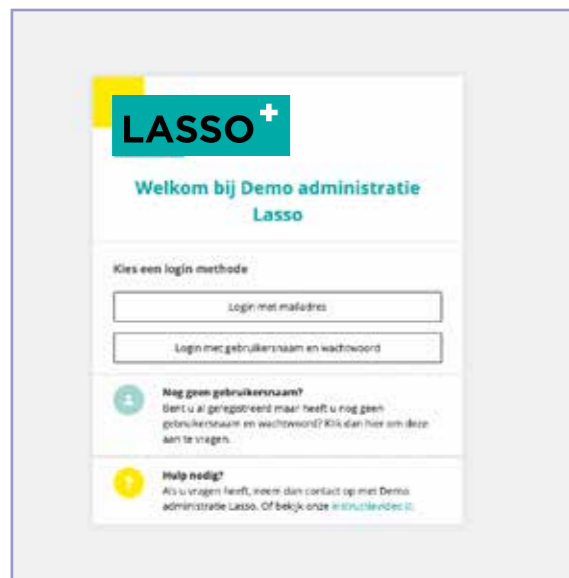 LASSO+
Welkom bij Demo administratie
Lasso
Kies een login methode
Login met mailadres
Login met gebruikersnaam en wachtwoord
Nog geen gebruikersnaam?
Bent u al geregistreerd maar heeft u nog geen
gebruikersnaam en wachtwoord? Klik dan hier om deze
aan te vragen.
?
Hulp nodig?
Als u vragen heeft, neem dan contact op met Demo
administratie Lasso. Of bekijk onze instructievideo